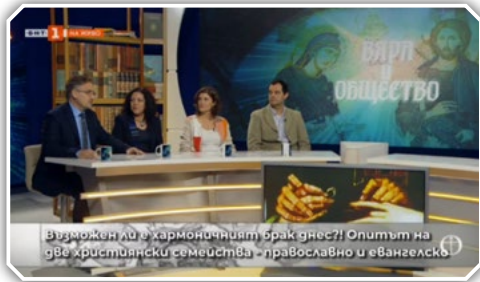 БНТ 1 НА ЖИВО
ВЯРА
И
ОБЩЕСТВО
Възможен ли е хармоничният брак днес?! Опитът на
две християнски семейства - православно и евангелско